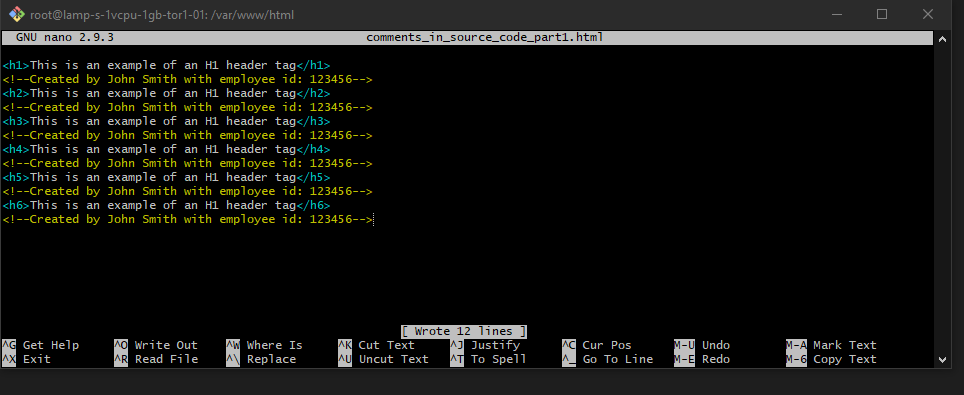 root@lamp-s-1vcpu-1gb-tor1-01: /var/www/html
GNU nano 2.9.3 comments_in_source_code_part1.html
<h1>This is an example of an H1 header tag</h1>
<!--Created by John Smith with employee id: 123456-->
<h2>This is an example of an H1 header tag</h2>
<!--Created by John Smith with employee id: 123456-->
<h3>This is an example of an H1 header tag</h3>
<!--Created by John Smith with employee id: 123456-->
<h4>This is an example of an H1 header tag</h4>
<!--Created by John Smith with employee id: 123456-->
<h5>This is an example of an H1 header tag</h5>
<!--Created by John Smith with employee id: 123456-->
<h6>This is an example of an H1 header tag</h6>
<!--Created by John Smith with employee id: 123456-->
[ Wrote 12 lines ]
^G Get Help ^O Write Out ^W Where Is ^K Cut Text ^J Justify ^C Cur Pos M-U Undo M-A Mark Text
^X Exit ^R Read File ^\ Replace ^U Uncut Text ^T To Spell ^_ Go To Line M-E Redo M-6 Copy Text